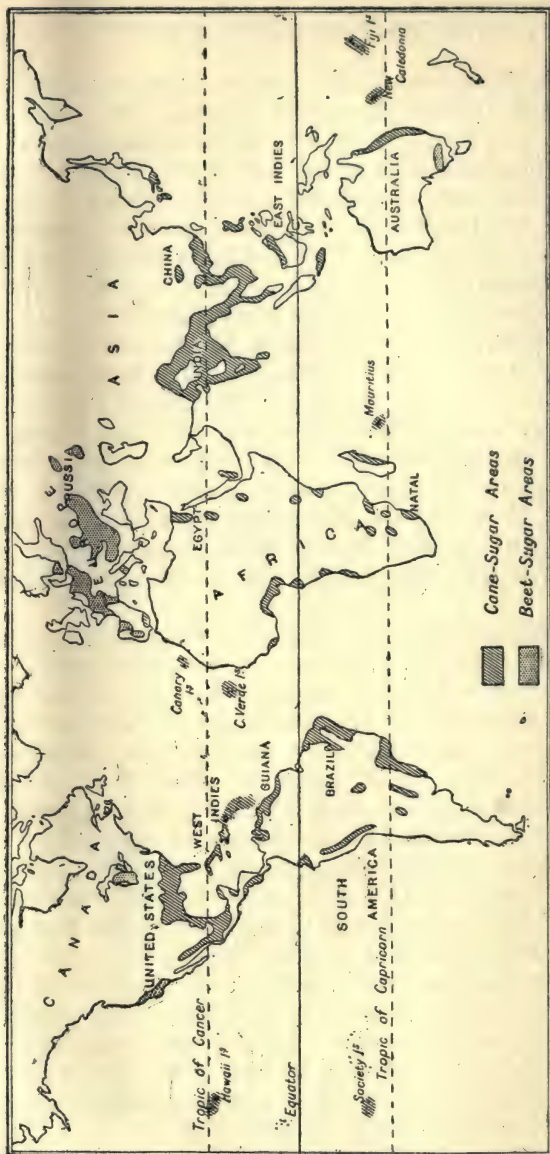 CANADA
UNITED STATES
WEST
INDIES
Tropic of Cancer
Hawaii Is
Equator
Society Is
Tropic of Capricorn
SOUTH
AMERICA
GUIANA
BRAZIL
Canary
Is
C. Verde Is
EUROPE
RUSSIA
ASIA
EGYPT
AFRICA
NATAL
Mauritius
INDIA
CHINA
EAST INDIES
AUSTRALIA
Fiji Is
New
Caledonia
Cane-Sugar Areas
Beet-Sugar Areas